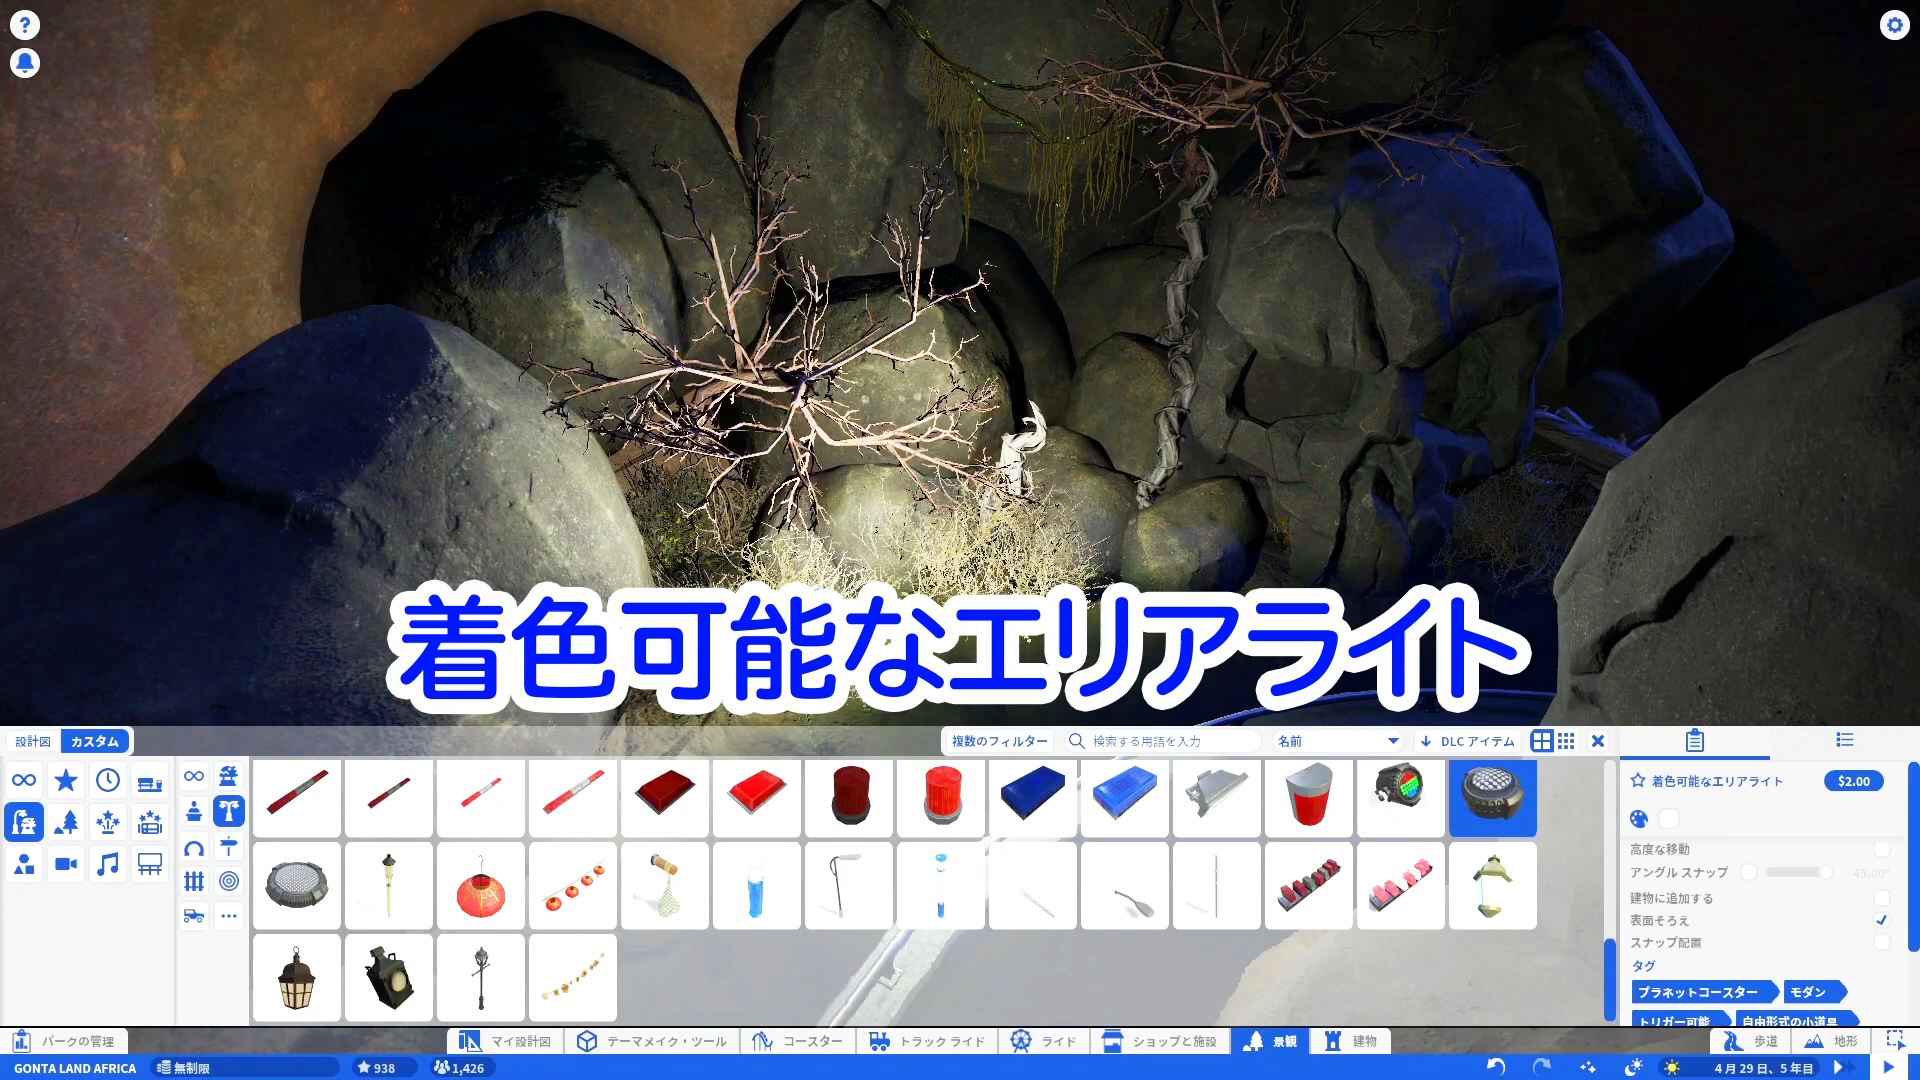 着色可能なエリアライト
設計図
カスタム
複数のフィルター
検索する用語を入力
名前
DLC アイテム
着色可能なエリアライト
$2.00
高度な移動
アングル スナップ
45.00°
建物に追加する
表面そろえ
スナップ配置
タグ
プラネットコースター
モダン
トリガー可能
自由形式の小道具
パークの管理
マイ設計図
テーマメイク・ツール
コースター
トラック ライド
ライド
ショップと施設
景観
建物
歩道
地形
GONTA LAND AFRICA
無制限
938
1,426
4 月 29 日、5 年目